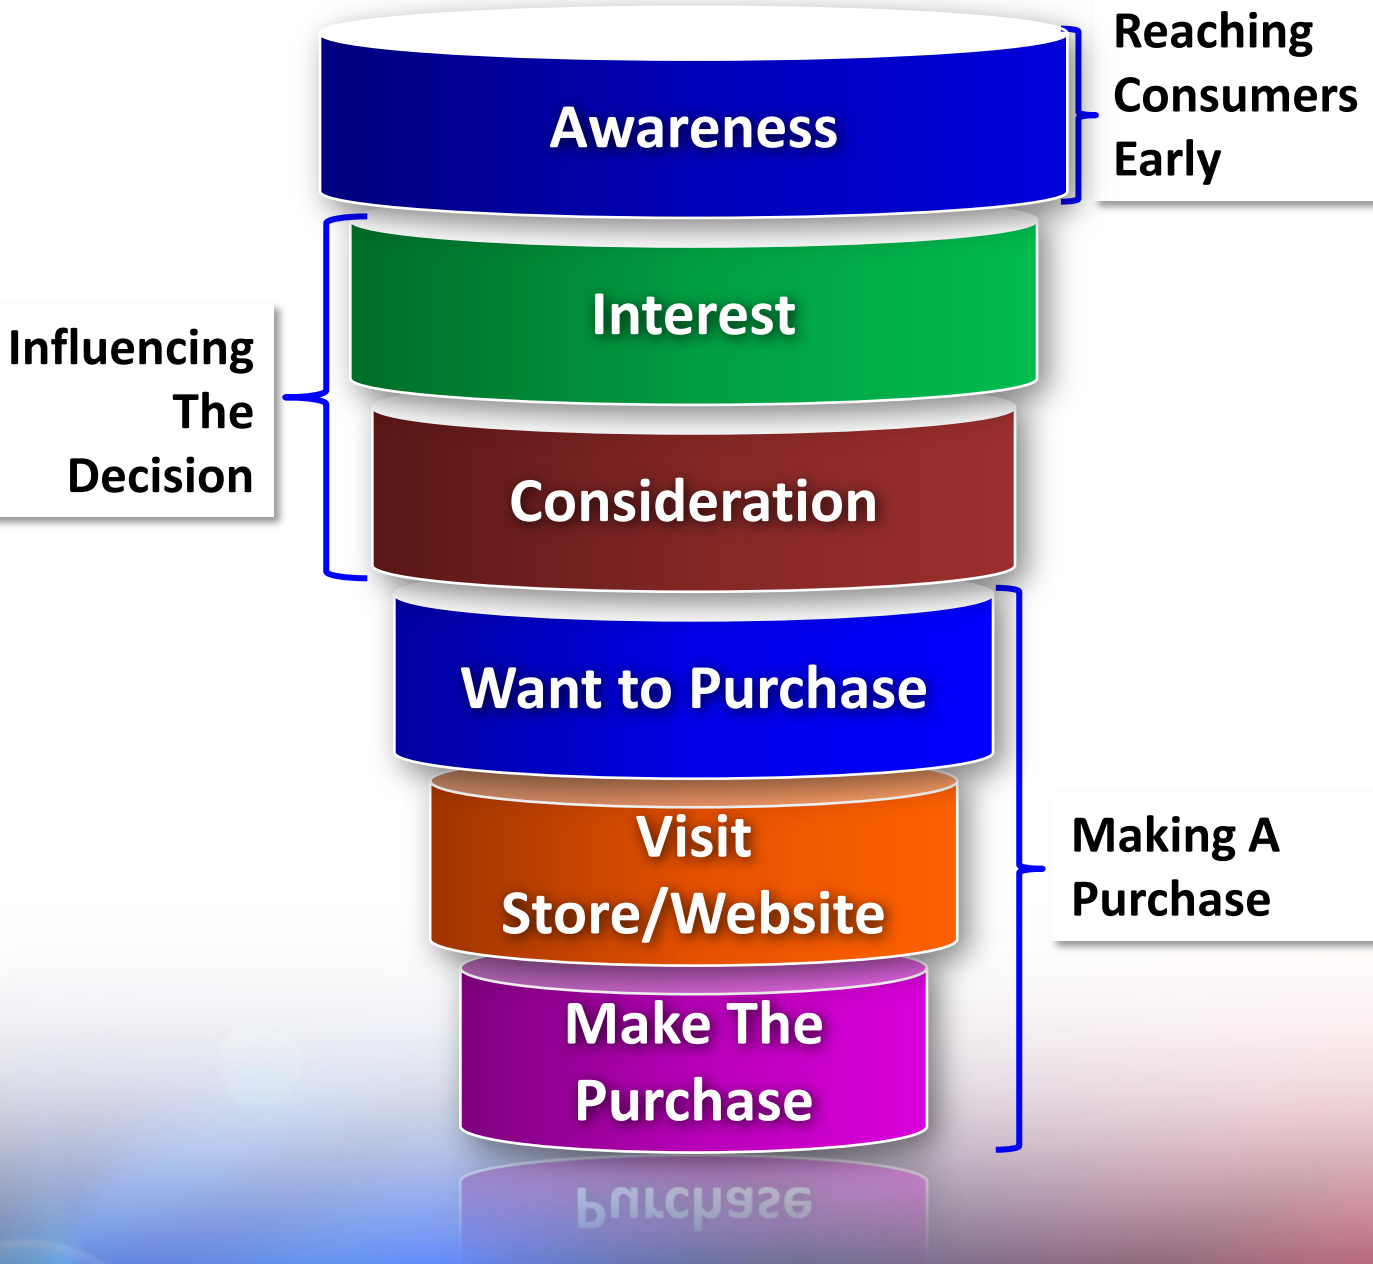 Reaching
Consumers
Early
Awareness
Interest
Influencing
The
Decision
Consideration
Want to Purchase
Visit
Store/Website
Making A
Purchase
Make The
Purchase
Purchase